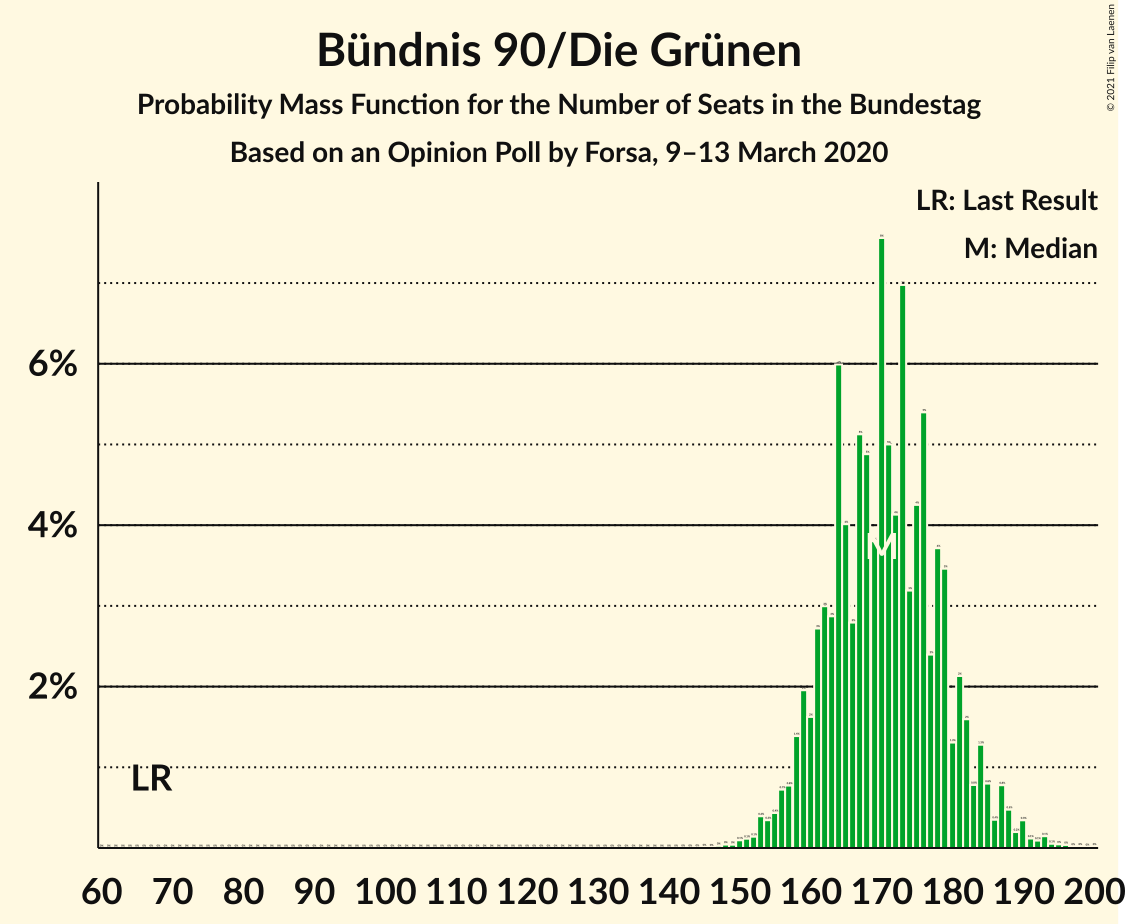 Bündnis 90/Die Grünen
Probability Mass Function for the Number of Seats in the Bundestag
Based on an Opinion Poll by Forsa, 9–13 March 2020
© 2021 Filip van Laenen
LR: Last Result
M: Median
6%
4%
M
2%
LR
60 70 80 90 100 110 120 130 140 150 160 170 180 190 200